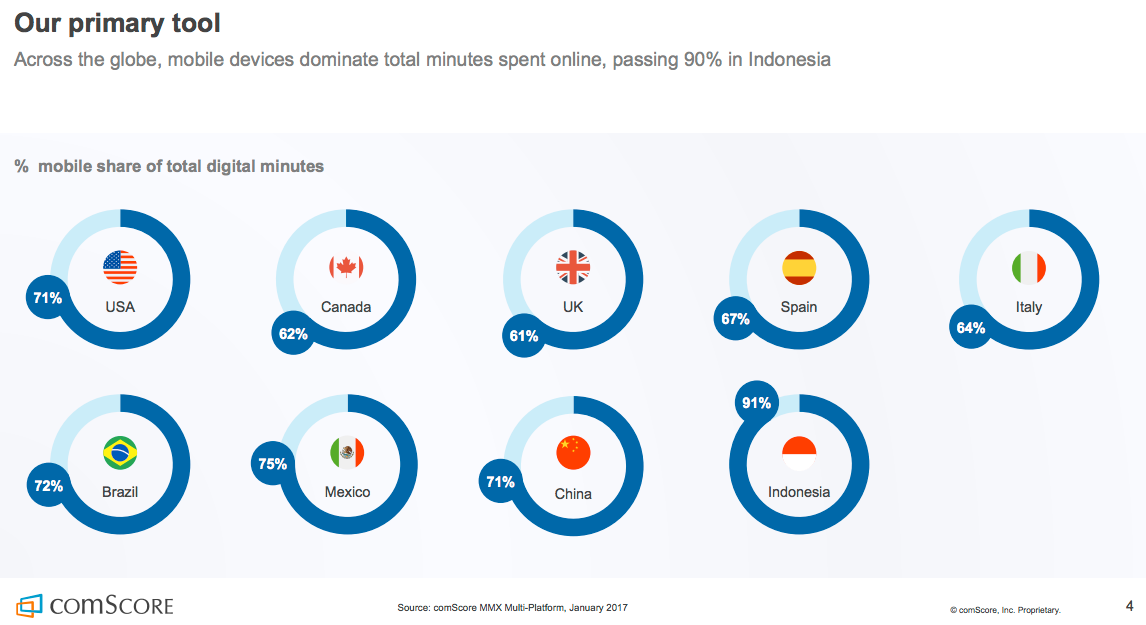 Our primary tool
Across the globe, mobile devices dominate total minutes spent online, passing 90% in Indonesia
% mobile share of total digital minutes
71%
USA
62%
Canada
61%
UK
67%
Spain
64%
Italy
72%
Brazil
75%
Mexico
71%
China
91%
Indonesia
comScore
Source: comScore MMX Multi-Platform, January 2017
© comScore, Inc. Proprietary.
4